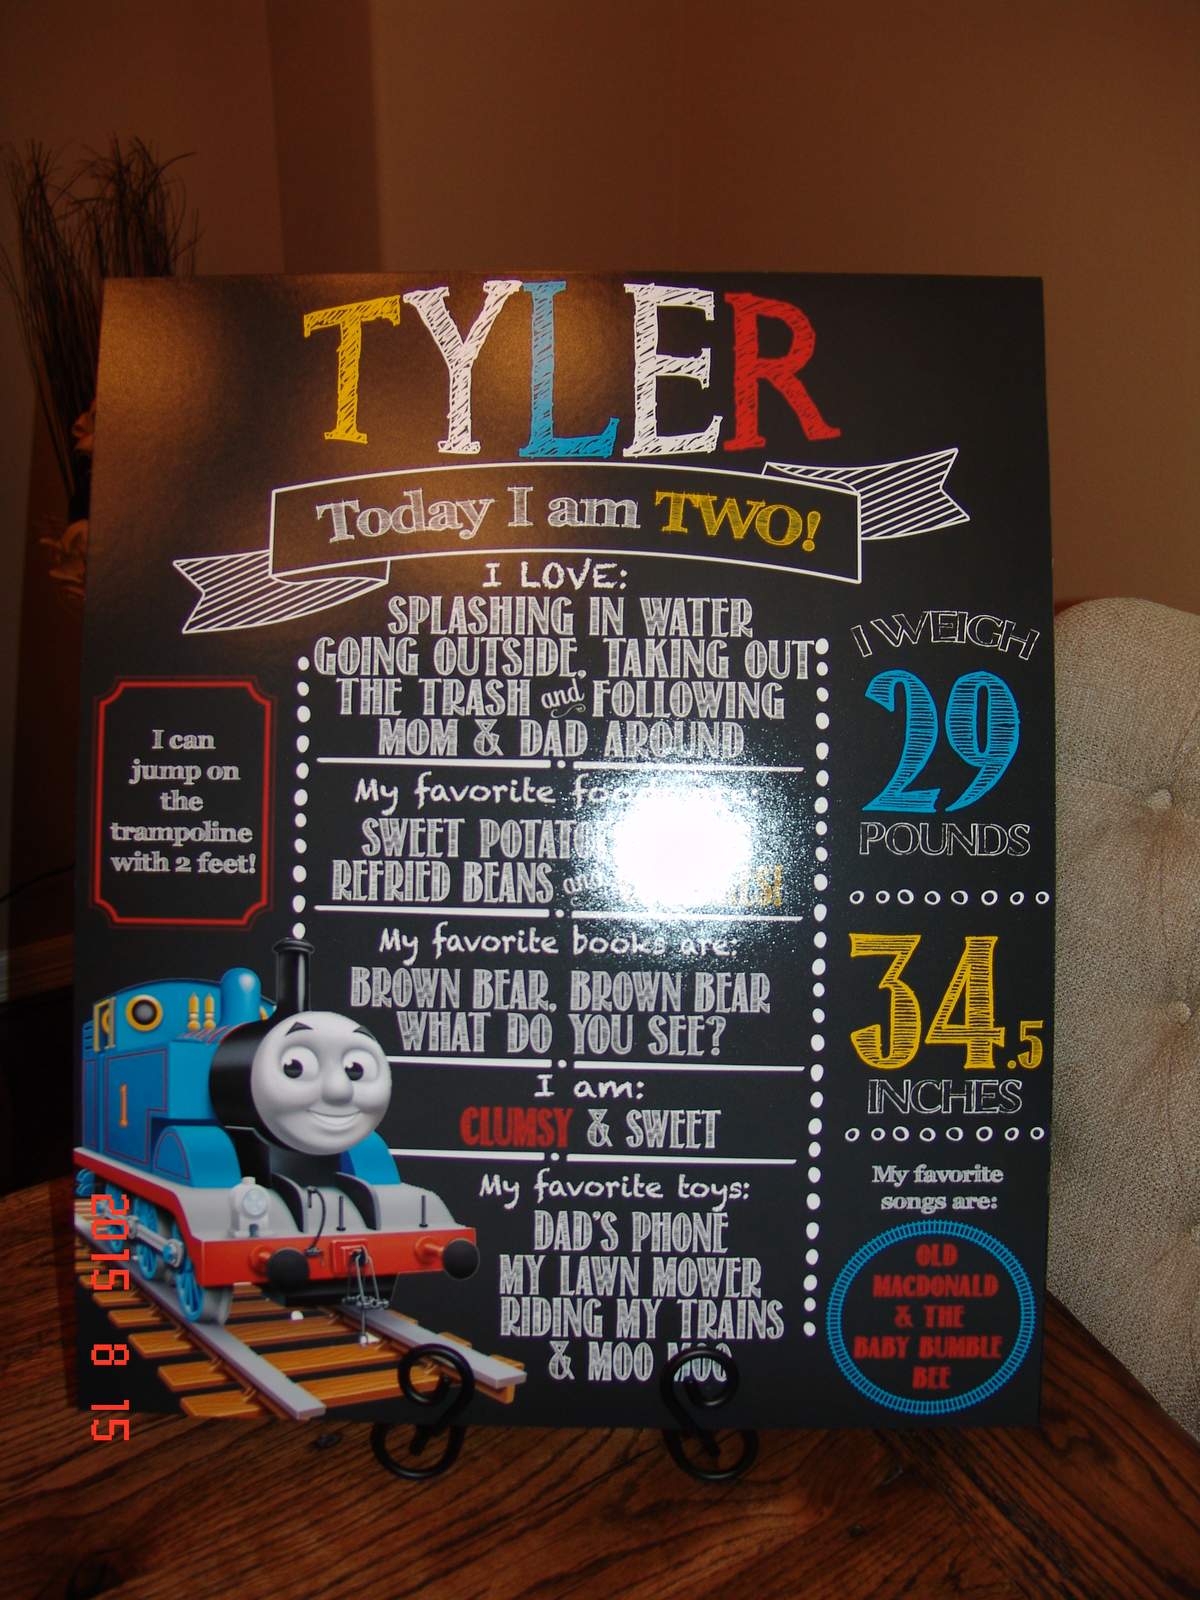 TYLER
Today I am TWO!
I LOVE:
SPLASHING IN WATER
GOING OUTSIDE, TAKING OUT
THE TRASH and FOLLOWING
MOM & DAD AROUND
My favorite
SWEET
REFRIED BEANS and
My favorite books are:
BROWN BEAR, BROWN BEAR
WHAT DO YOU SEE?
I am:
CLUMSY & SWEET
My favorite toys:
DAD'S PHONE
MY LAWN MOWER
RIDING MY TRAINS
& MOO MOO
I can
jump on
the
trampoline
with 2 feet!
1
I WEIGH
29
POUNDS
34.5
INCHES
My favorite
songs are:
OLD
MACDONALD
& THE
BABY BUMBLE
BEE
2015 8 15